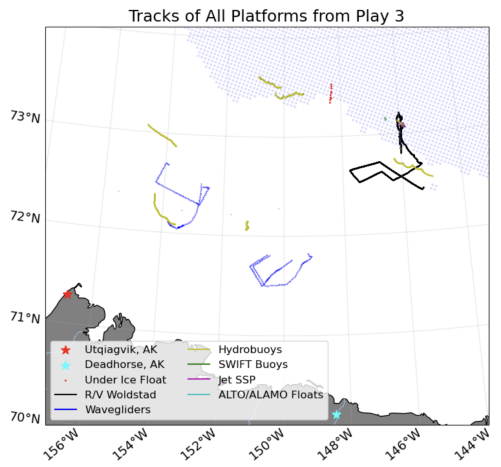 Tracks of All Platforms from Play 3
73°N
72°N
71°N
70°N
Utqiagvik, AK
Deadhorse, AK
Under Ice Float
R/V Woldstad
Wavegliders
Hydrobuoys
SWIFT Buoys
Jet SSP
ALTO/ALAMO Floats
156°W
154°W
152°W
150°W
148°W
146°W
144°W